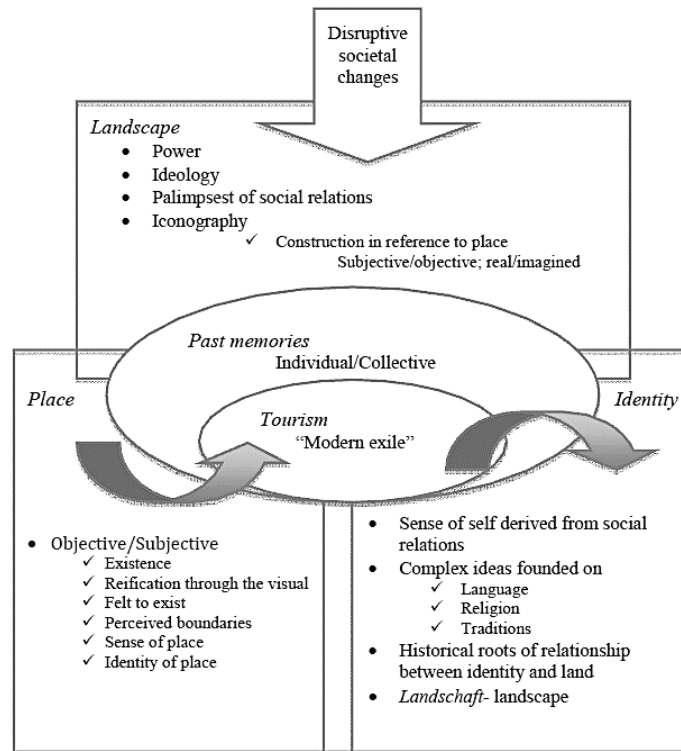 Disruptive
societal
changes
Landscape
• Power
• Ideology
• Palimpsest of social relations
• Iconography
✓ Construction in reference to place
Subjective/objective; real/imagined
Past memories
Individual/Collective
Place
Identity
Tourism
“Modern exile”
• Objective/Subjective
✓ Existence
✓ Reification through the visual
✓ Felt to exist
✓ Perceived boundaries
✓ Sense of place
✓ Identity of place
• Sense of self derived from social
relations
• Complex ideas founded on
✓ Language
✓ Religion
✓ Traditions
• Historical roots of relationship
between identity and land
• Landschaft- landscape